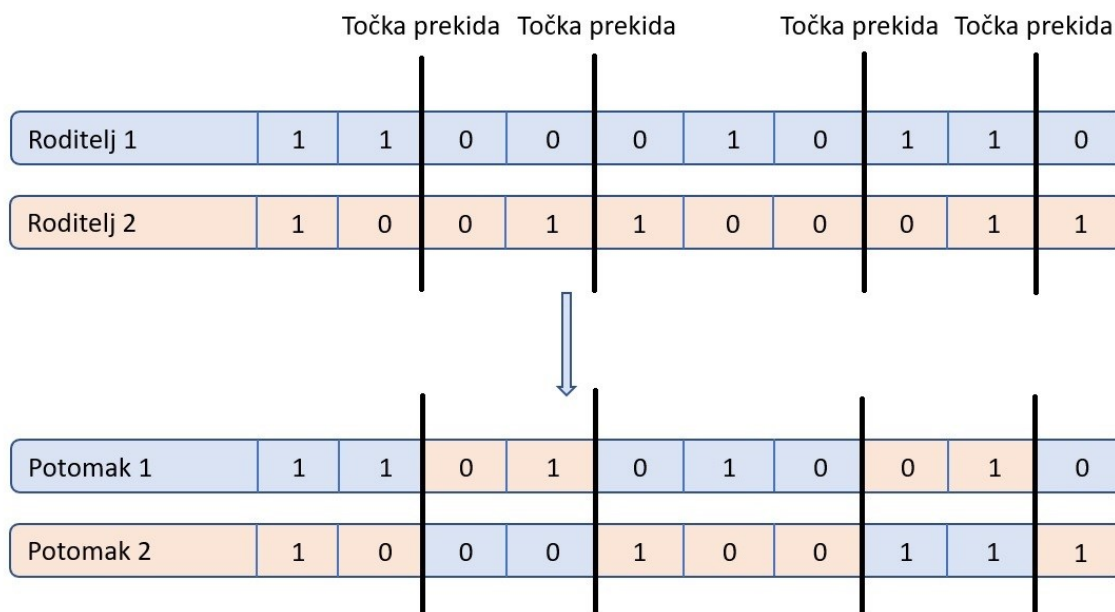 Točka prekida Točka prekida Točka prekida Točka prekida
Roditelj 1 1 1 0 0 0 1 0 1 1 0
Roditelj 2 1 0 0 1 1 0 0 0 1 1
Potomak 1 1 1 0 1 0 1 0 0 1 0
Potomak 2 1 0 0 0 1 0 0 1 1 1